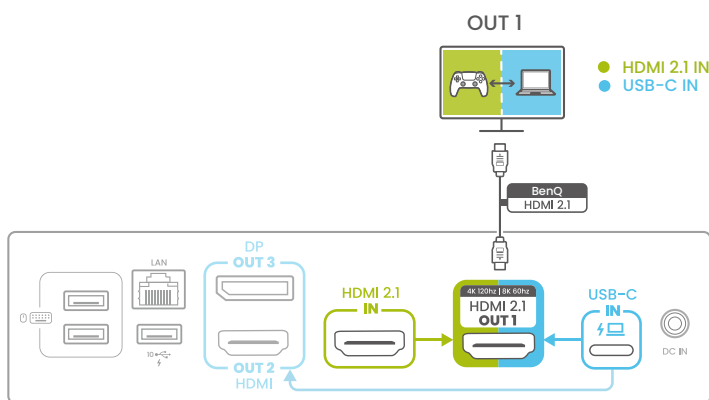 OUT 1
HDMI 2.1 IN
USB-C IN
BenQ
HDMI 2.1
LAN
10
DP
OUT 3
OUT 2
HDMI
HDMI 2.1
IN
4K 120hz | 8K 60hz
HDMI 2.1
OUT 1
USB-C
IN
DC IN